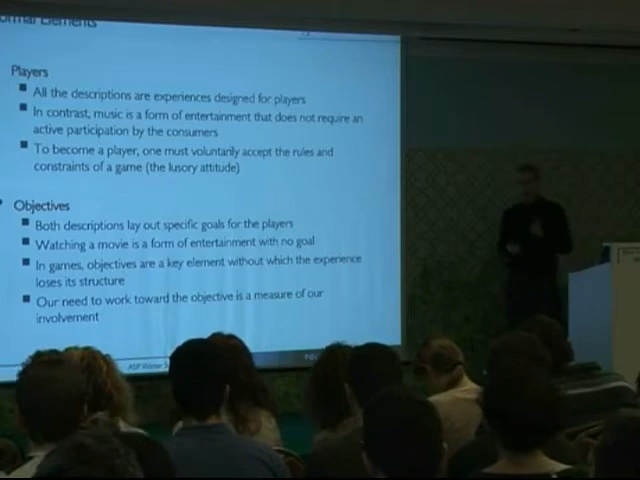 Formal Elements
Players
All the descriptions are experiences designed for players
In contrast, music is a form of entertainment that does not require an
active participation by the consumers
To become a player, one must voluntarily accept the rules and
constraints of a game (the lusory attitude)
Objectives
Both descriptions lay out specific goals for the players
Watching a movie is a form of entertainment with no goal
In games, objectives are a key element without which the experience
loses its structure
Our need to work toward the objective is a measure of our
involvement